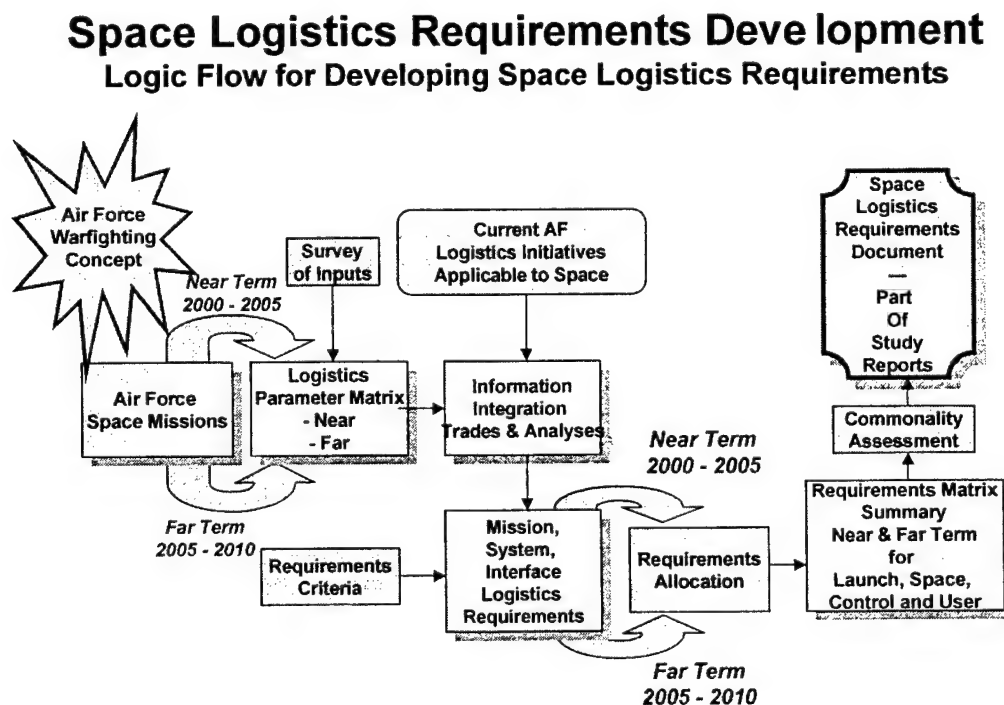 Space Logistics Requirements Development
Logic Flow for Developing Space Logistics Requirements
Air Force
Warfighting
Concept
Near Term
2000 - 2005
Survey
of Inputs
Current AF
Logistics Initiatives
Applicable to Space
Space
Logistics
Requirements
Document
—
Part
Of
Study
Reports
Air Force
Space Missions
Logistics
Parameter Matrix
- Near
- Far
Information
Integration
Trades & Analyses
Commonality
Assessment
Near Term
2000 - 2005
Far Term
2005 - 2010
Requirements
Criteria
Mission,
System,
Interface
Logistics
Requirements
Requirements
Allocation
Requirements Matrix
Summary
Near & Far Term
for
Launch, Space,
Control and User
Far Term
2005 - 2010